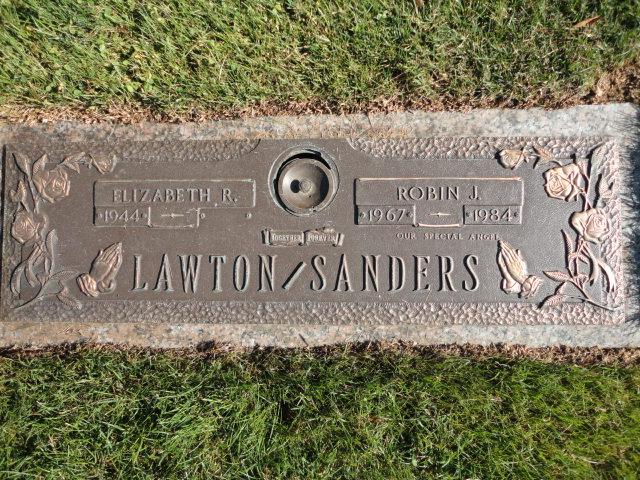 ELIZABETH R.
1944
ROBIN J.
1967 1984
TOGETHER FOREVER
OUR SPECIAL ANGEL
LAWTON/SANDERS